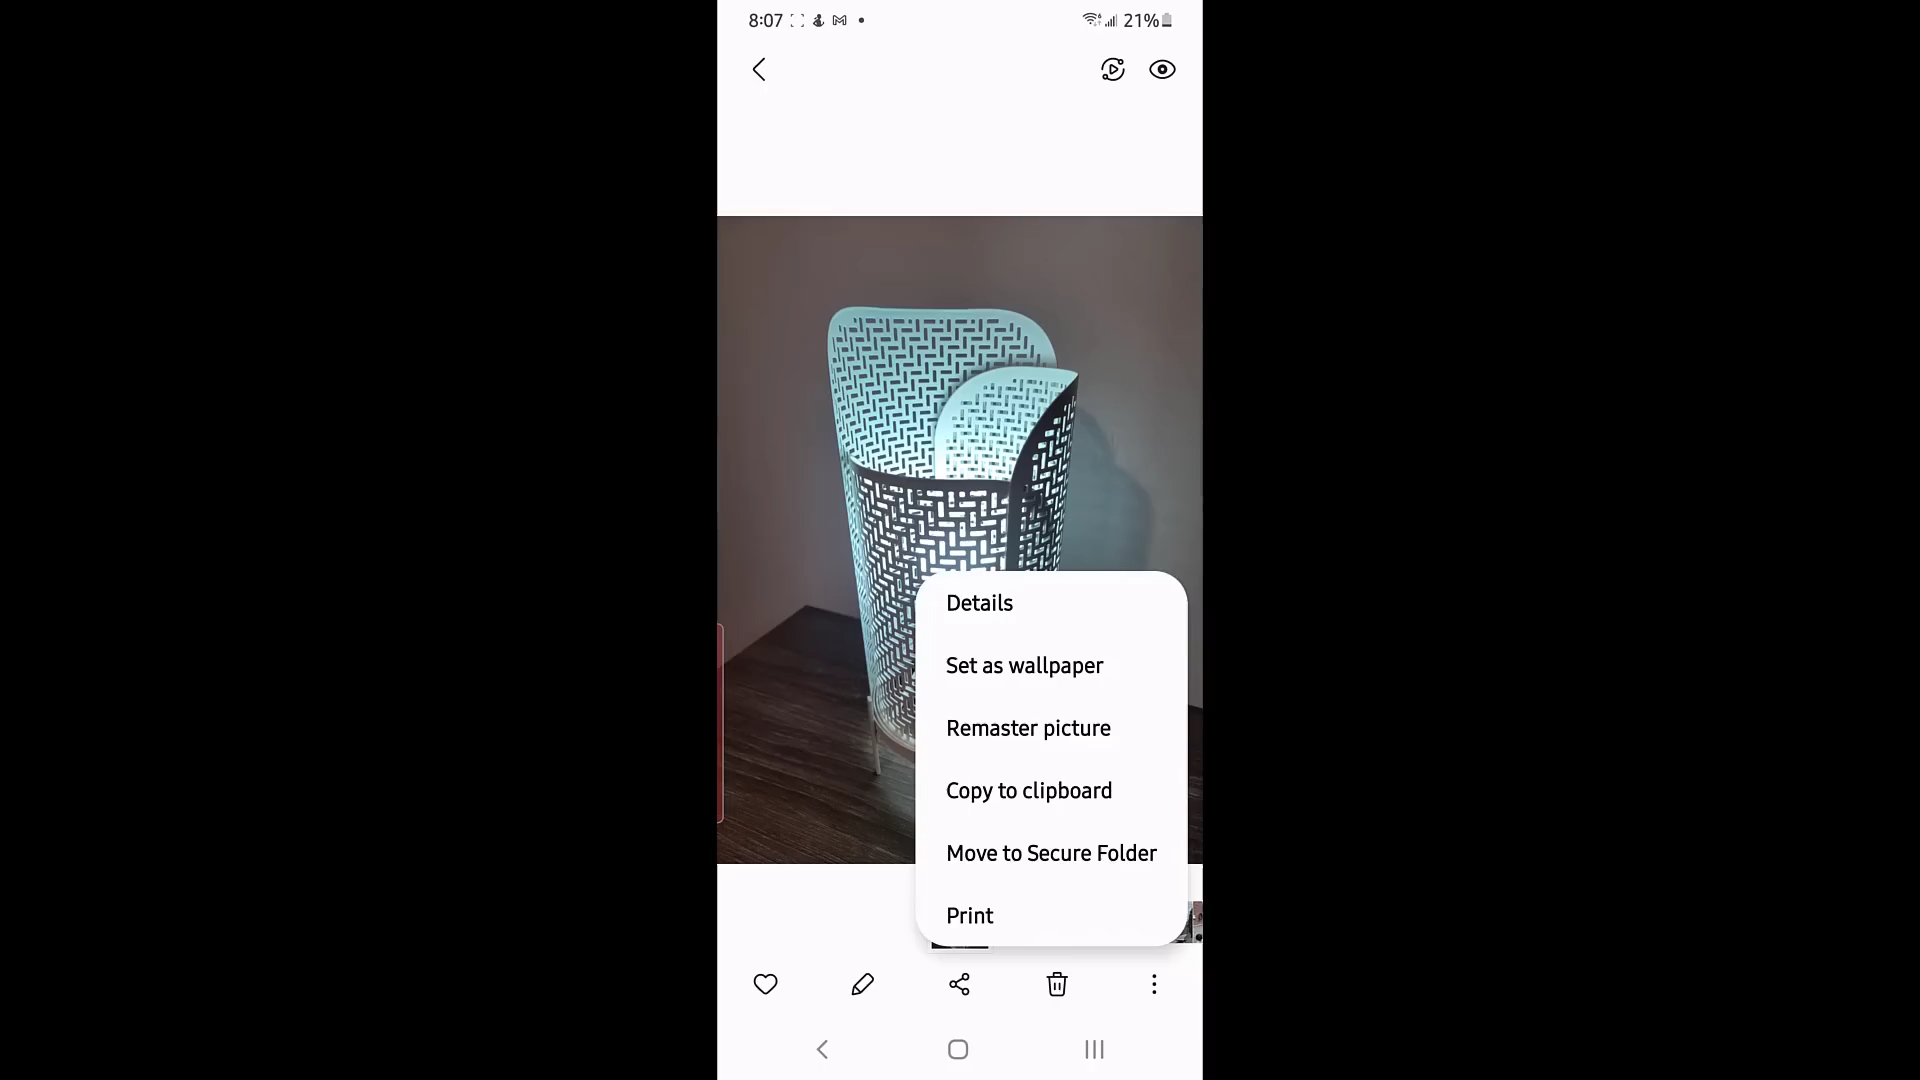 8:07
21%
Details
Set as wallpaper
Remaster picture
Copy to clipboard
Move to Secure Folder
Print